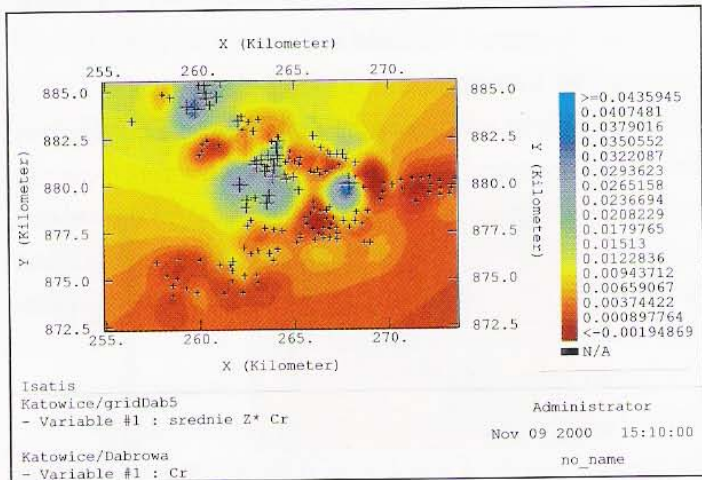 X (Kilometer)
255. 260. 265. 270.
885.0 885.0
882.5 882.5
880.0 880.0
877.5 877.5
875.0 875.0
872.5 872.5
Y (Kilometer)
Y (Kilometer)
255. 260. 265. 270.
X (Kilometer)
>=0.0435945
0.0407481
0.0379016
0.0350552
0.0322087
0.0293623
0.0265158
0.0236694
0.0208229
0.0179765
0.01513
0.0122836
0.00943712
0.00659067
0.00374422
0.000897764
<-0.00194869
N/A
Isatis
Katowice/gridDab5
- Variable #1 : srednie Z* Cr
Katowice/Dabrowa
- Variable #1 : Cr
Administrator
Nov 09 2000 15:10:00
no_name